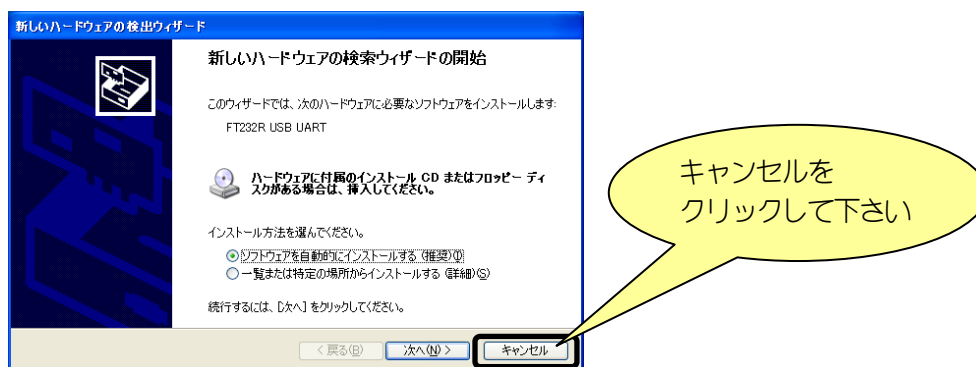 新しいハードウェアの検出ウィザード
新しいハードウェアの検索ウィザードの開始
このウィザードでは、次のハードウェアに必要なソフトウェアをインストールします:
FT232R USB UART
ハードウェアに付属のインストール CD またはフロッピー ディ
スクがある場合は、挿入してください。
インストール方法を選んでください。
ソフトウェアを自動的にインストールする (推奨)(I)
一覧または特定の場所からインストールする (詳細)(S)
続行するには、[次へ] をクリックしてください。
< 戻る(B)
次へ(N) >
キャンセル
キャンセルを
クリックして下さい